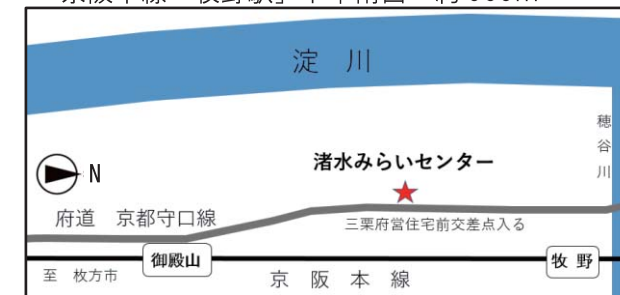 淀　川
穂谷川
渚水みらいセンター
N
府道　京都守口線
三栗府営住宅前交差点入る
御殿山
牧 野
至　枚方市
京　阪　本　線